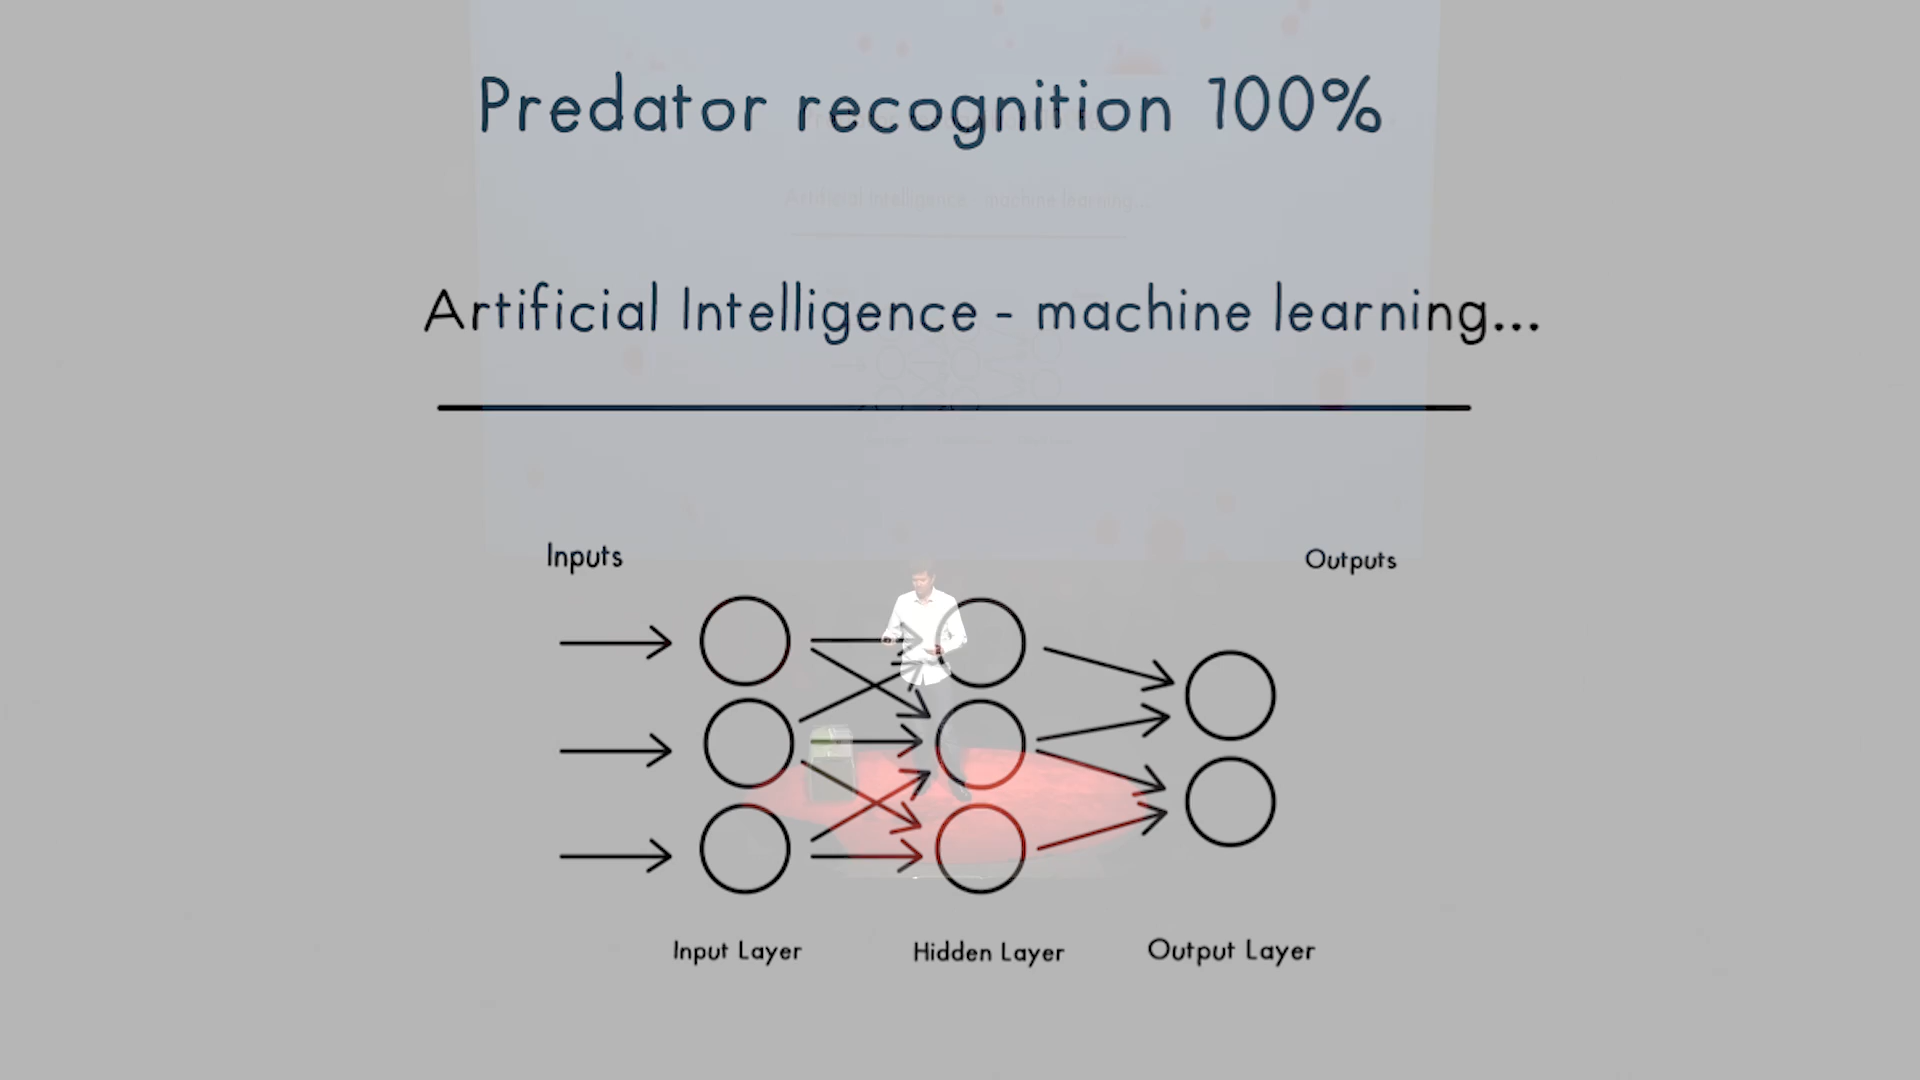 Predator recognition 100%
Artificial Intelligence - machine learning...
Inputs
Outputs
Input Layer
Hidden Layer
Output Layer